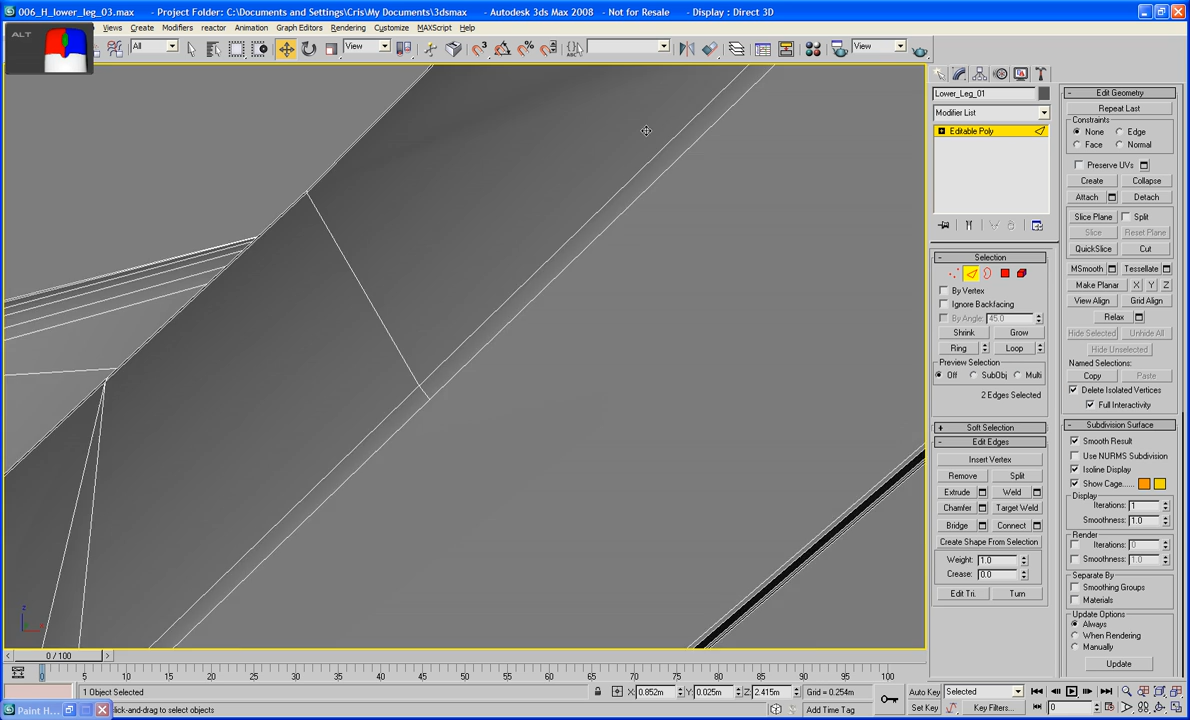 006_H_lower_leg_03.max - Project Folder: C:\Documents and Settings\Cris\My Documents\3dsmax - Autodesk 3ds Max 2008 - Not for Resale - Display : Direct 3D
Views Create Modifiers reactor Animation Graph Editors Rendering Customize MAXScript Help
ALT
All
View
View
Lower_Leg_01
Modifier List
Editable Poly
Selection
By Vertex
Ignore Backfacing
By Angle: 45.0
Shrink Grow
Ring Loop
Preview Selection
Off SubObj Multi
2 Edges Selected
Soft Selection
Edit Edges
Insert Vertex
Remove Split
Extrude Weld
Chamfer Target Weld
Bridge Connect
Create Shape From Selection
Weight: 1.0
Crease: 0.0
Edit Tri. Turn
Edit Geometry
Repeat Last
Constraints
None Edge
Face Normal
Preserve UVs
Create Collapse
Attach Detach
Slice Plane Split
Slice Reset Plane
QuickSlice Cut
MSmooth Tessellate
Make Planar X Y Z
View Align Grid Align
Relax
Hide Selected Unhide All
Hide Unselected
Named Selections:
Copy Paste
Delete Isolated Vertices
Full Interactivity
Subdivision Surface
Smooth Result
Use NURMS Subdivision
Isoline Display
Show Cage......
Display
Iterations: 1
Smoothness: 1.0
Render
Iterations: 0
Smoothness: 1.0
Separate By
Smoothing Groups
Materials
Update Options
Always
When Rendering
Manually
Update
z
x
0 / 100
0 5 10 15 20 25 30 35 40 45 50 55 60 65 70 75 80 85 90 95 100
1 Object Selected X: 0.852m Y: 0.025m Z: 2.415m Grid = 0.254m Auto Key Selected
Paint H... lick-and-drag to select objects Add Time Tag Set Key Key Filters... 0